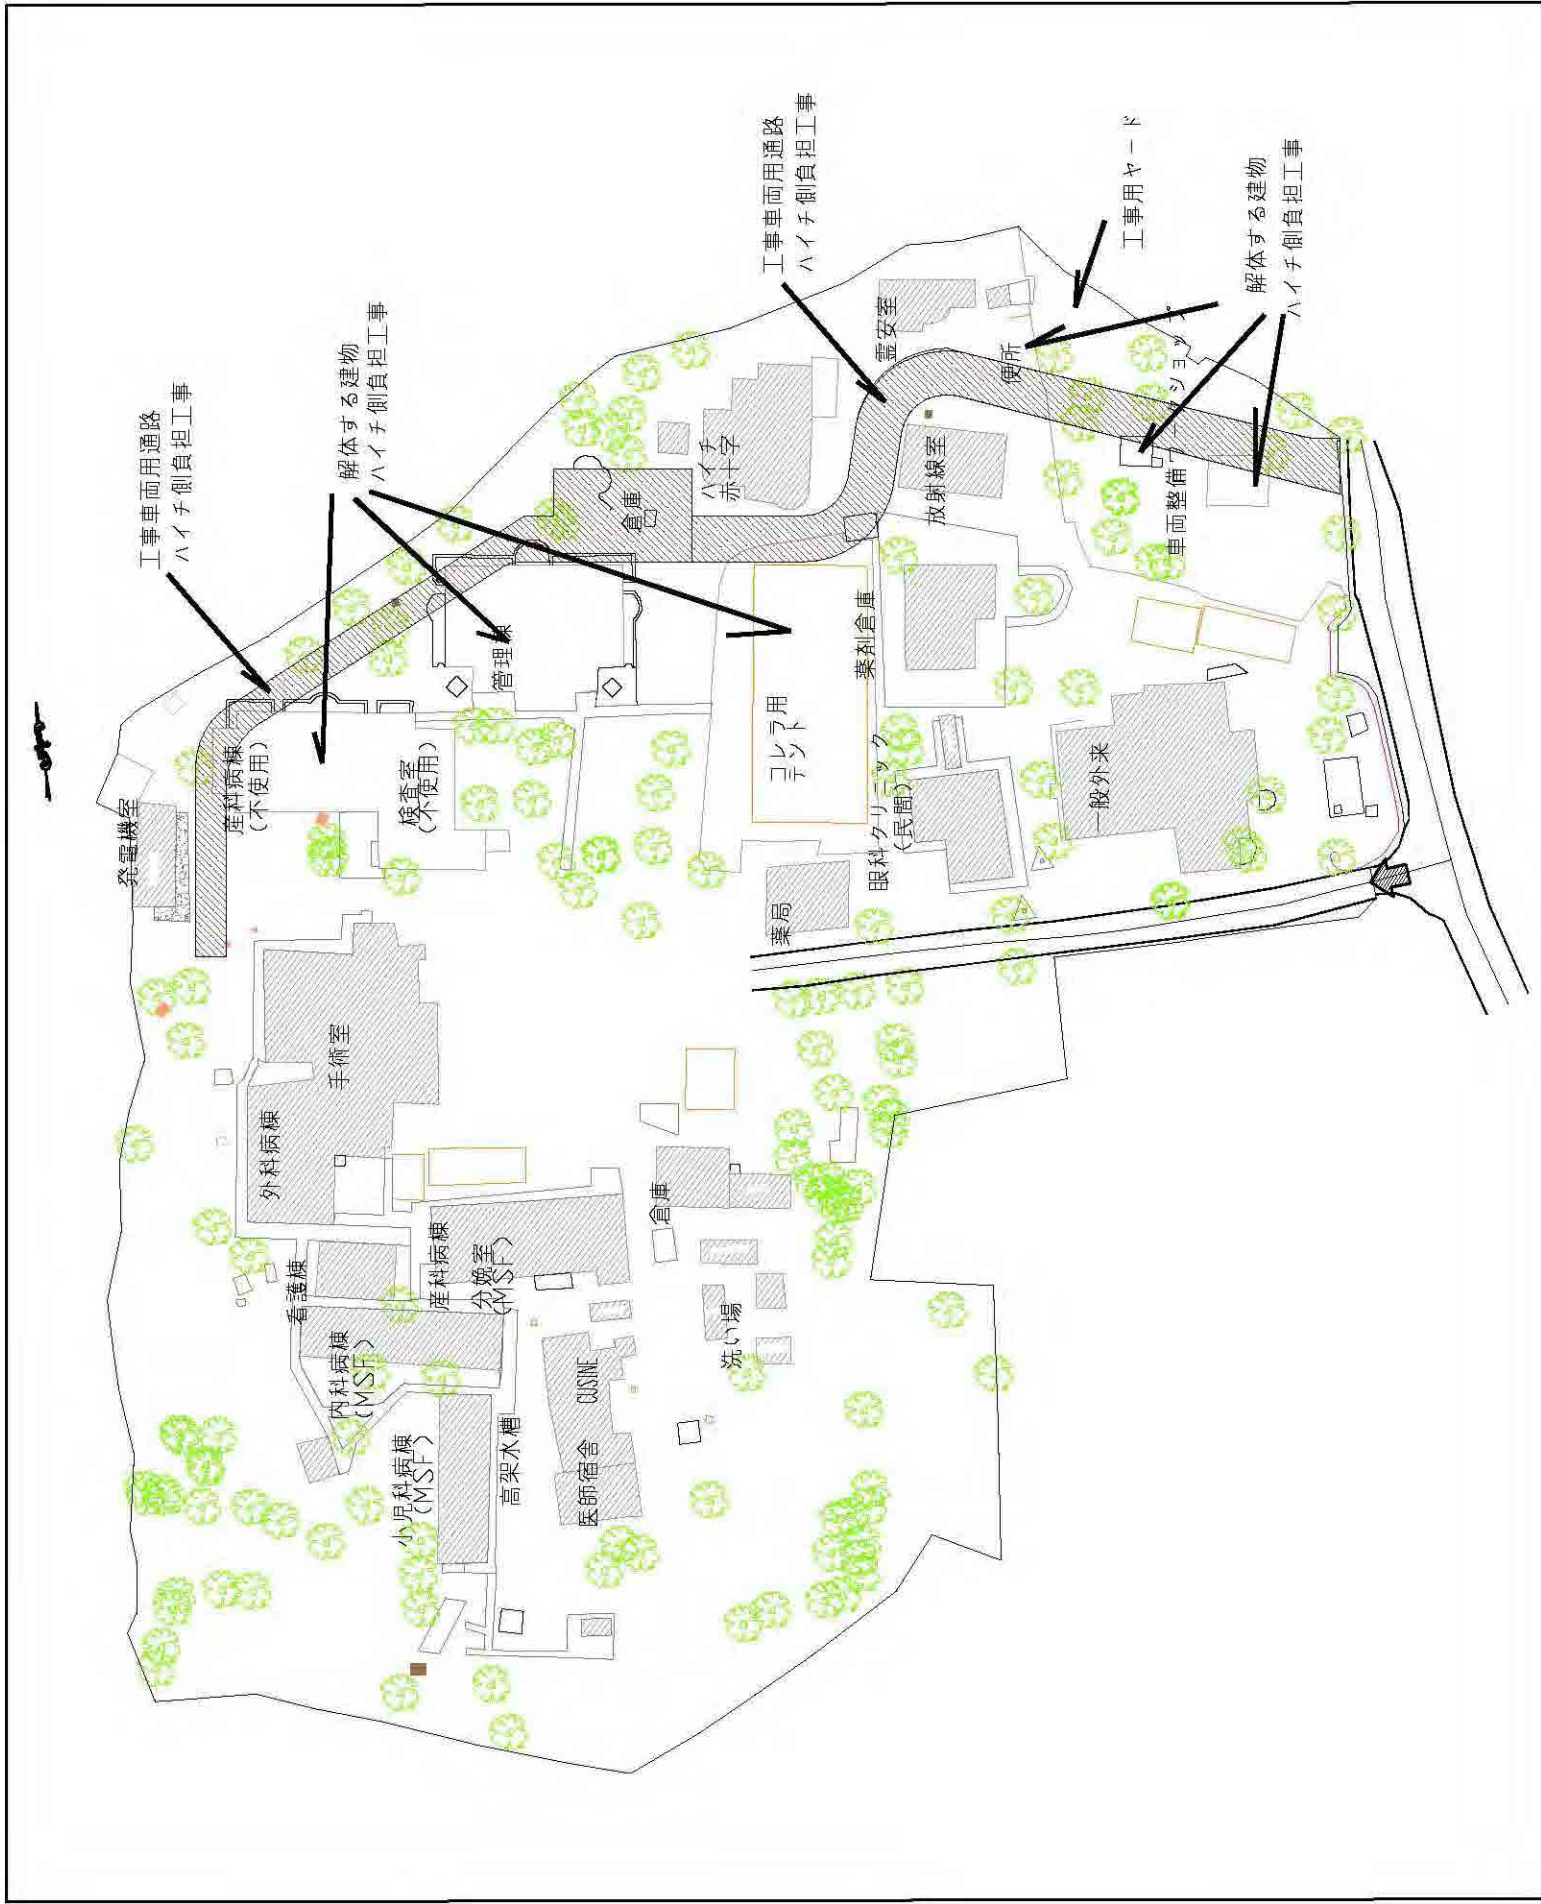 工事車両用通路
ハイチ側負担工事
解体する建物
ハイチ側負担工事
工事車両用通路
ハイチ側負担工事
工事用ヤード
解体する建物
ハイチ側負担工事
発電機室
産科病棟
(不使用)
検査室
(不使用)
管理棟
倉庫
ハイチ
赤十字
霊安室
便所
放射線室
車両整備
ショップ
コレラ用
テント
薬剤倉庫
眼科クリニック
(民間)
薬局
一般外来
手術室
外科病棟
看護棟
産科病棟
分娩室
(MSF)
内科病棟
(MSF)
小児科病棟
(MSF)
高架水槽
医師宿舎
CUSINE
倉庫
洗い場